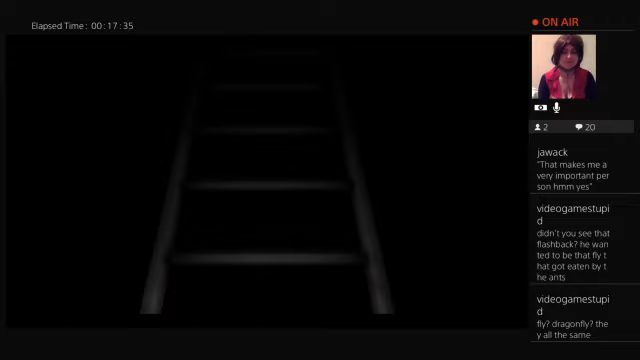 Elapsed Time : 00 : 17 : 35
ON AIR
2 20
jawack
"That makes me a
very important per
son hmm yes"
videogamestupi
d
didn't you see that
flashback? he wan
ted to be that fly t
hat got eaten by t
he ants
videogamestupi
d
fly? dragonfly? the
y all the same